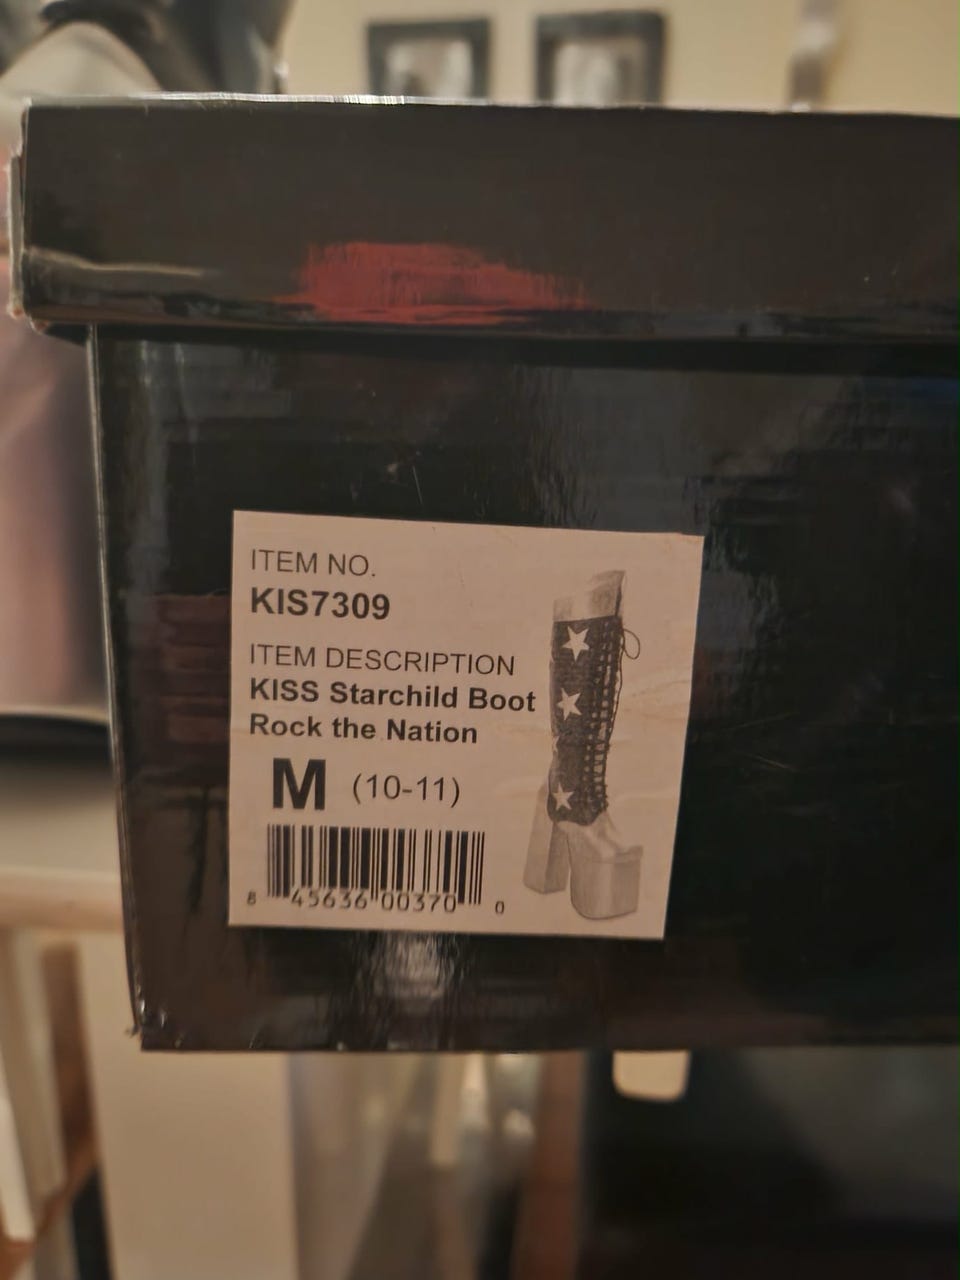 ITEM NO.
KIS7309
ITEM DESCRIPTION
KISS Starchild Boot
Rock the Nation
M (10-11)
8 45636 00370 0